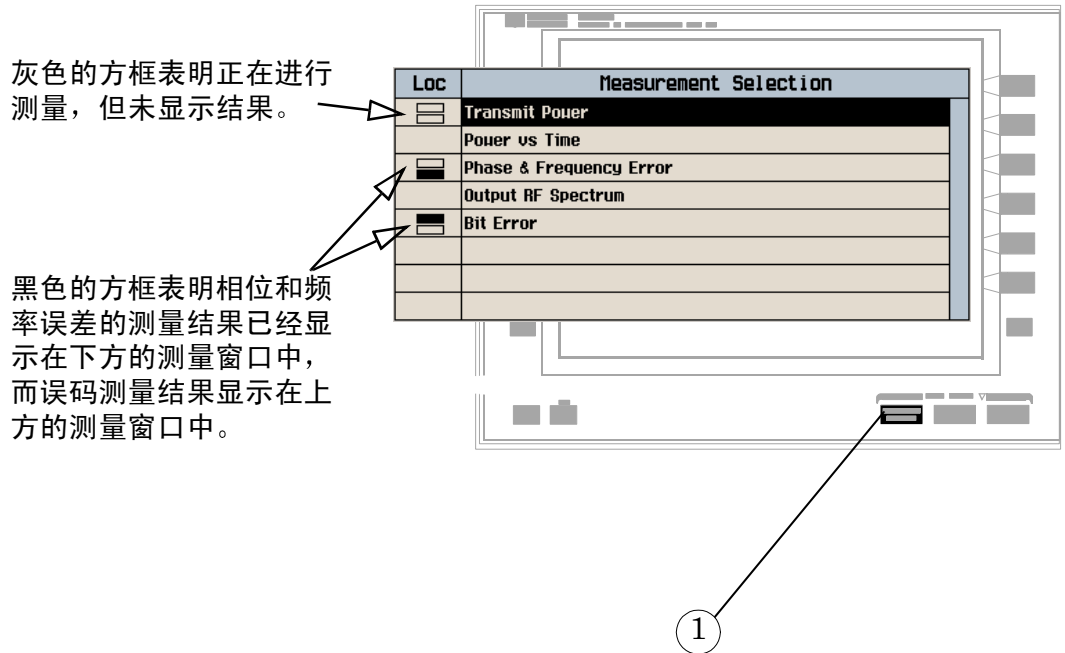 灰色的方框表明正在进行
测量，但未显示结果。
Loc Measurement Selection
Transmit Power
Power vs Time
Phase & Frequency Error
Output RF Spectrum
Bit Error
黑色的方框表明相位和频
率误差的测量结果已经显
示在下方的测量窗口中，
而误码测量结果显示在上
方的测量窗口中。
1